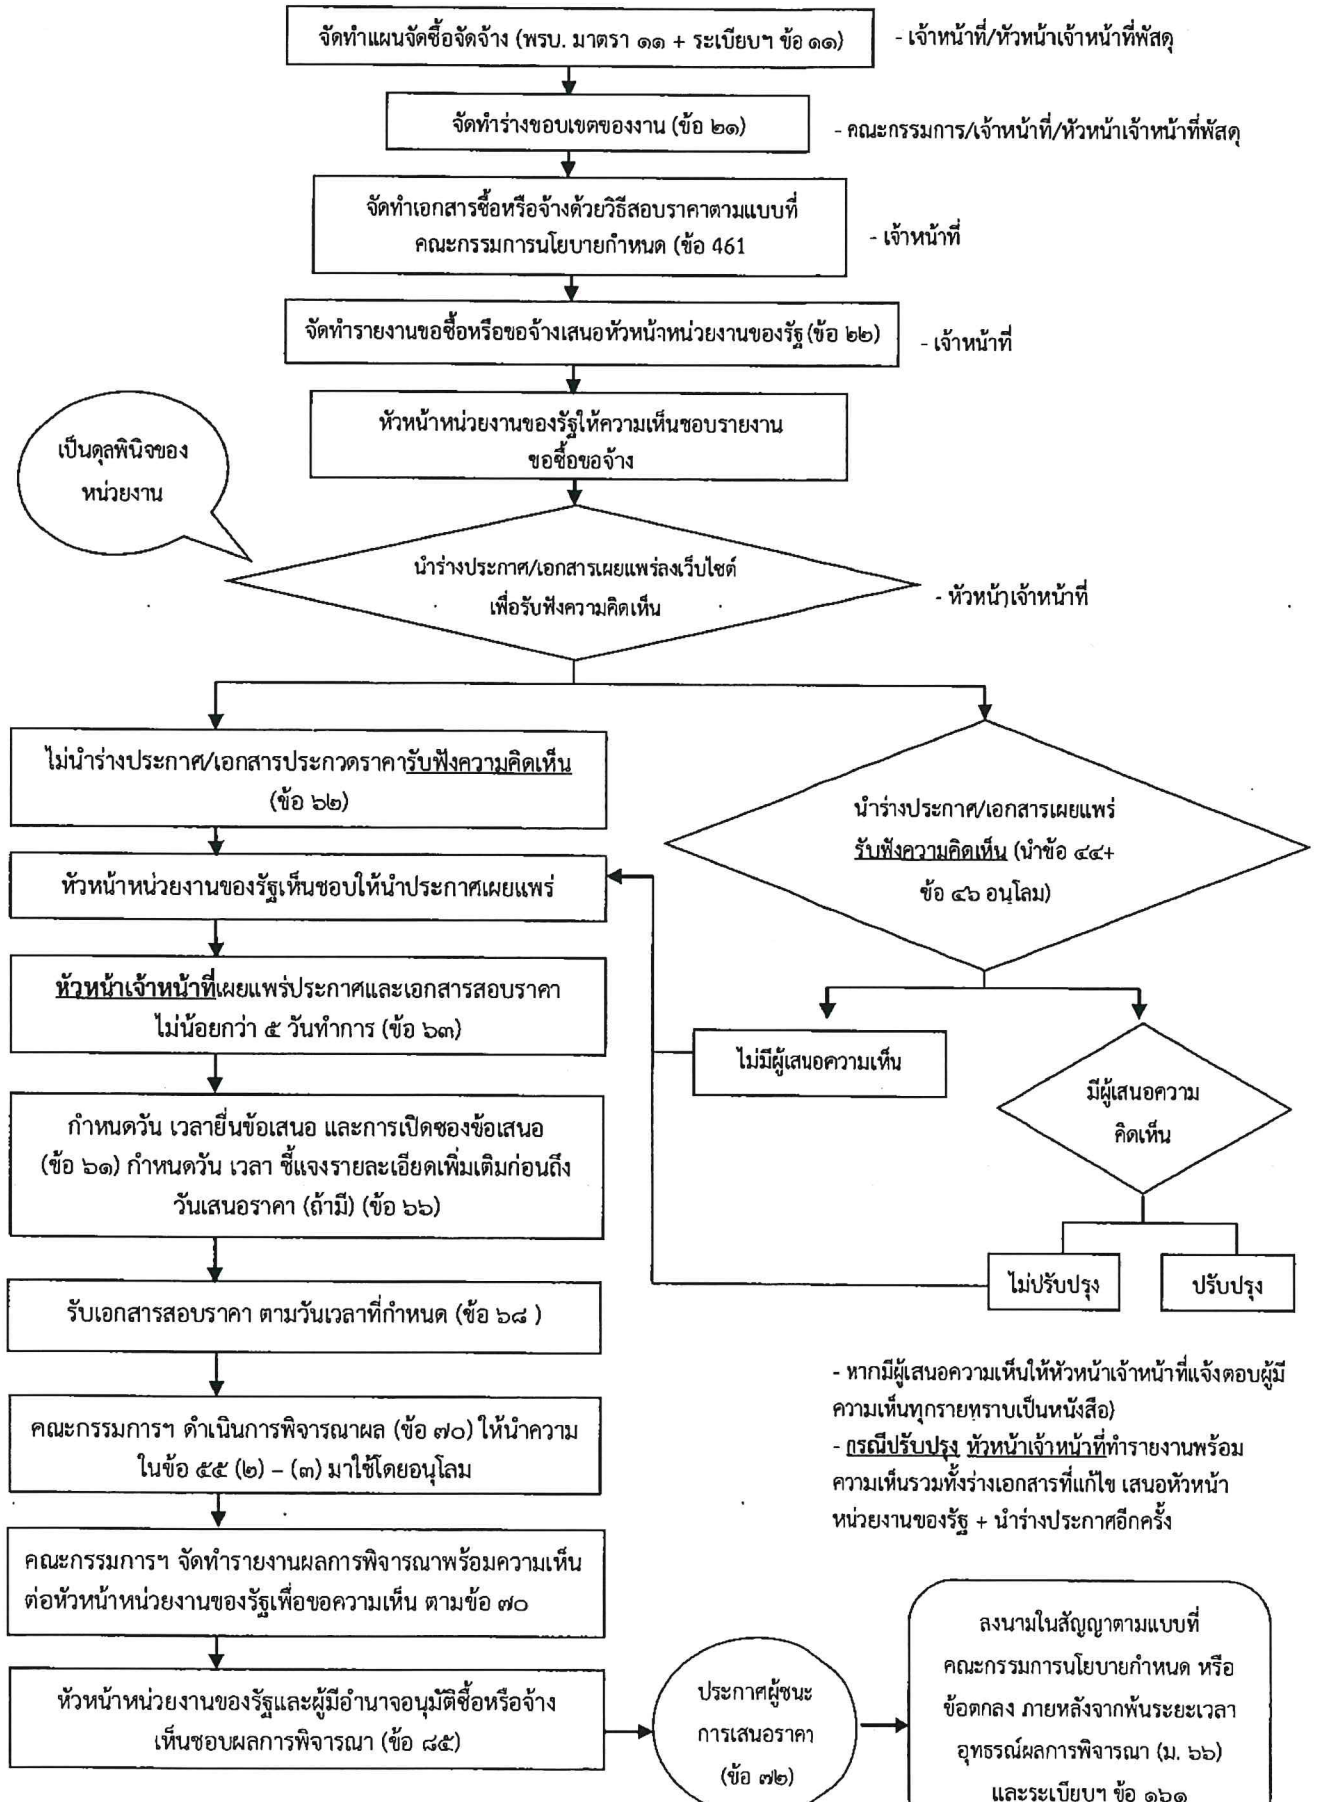 จัดทำแผนจัดซื้อจัดจ้าง (พรบ. มาตรา ๑๑ + ระเบียบฯ ข้อ ๑๑)
- เจ้าหน้าที่/หัวหน้าเจ้าหน้าที่พัสดุ
จัดทำร่างขอบเขตของงาน (ข้อ ๒๑)
- คณะกรรมการ/เจ้าหน้าที่/หัวหน้าเจ้าหน้าที่พัสดุ
จัดทำเอกสารซื้อหรือจ้างด้วยวิธีสอบราคาตามแบบที่
คณะกรรมการนโยบายกำหนด (ข้อ 461
- เจ้าหน้าที่
จัดทำรายงานขอซื้อหรือขอจ้างเสนอหัวหน้าหน่วยงานของรัฐ (ข้อ ๒๒)
- เจ้าหน้าที่
หัวหน้าหน่วยงานของรัฐให้ความเห็นชอบรายงาน
ขอซื้อขอจ้าง
เป็นดุลพินิจของ
หน่วยงาน
นำร่างประกาศ/เอกสารเผยแพร่ลงเว็บไซต์
เพื่อรับฟังความคิดเห็น
- หัวหน้าเจ้าหน้าที่
ไม่นำร่างประกาศ/เอกสารประกวดราคารับฟังความคิดเห็น
(ข้อ ๖๒)
นำร่างประกาศ/เอกสารเผยแพร่
รับฟังความคิดเห็น (นำข้อ ๔๔+
ข้อ ๔๖ อนุโลม)
หัวหน้าหน่วยงานของรัฐเห็นชอบให้นำประกาศเผยแพร่
หัวหน้าเจ้าหน้าที่เผยแพร่ประกาศและเอกสารสอบราคา
ไม่น้อยกว่า ๕ วันทำการ (ข้อ ๖๓)
ไม่มีผู้เสนอความเห็น
มีผู้เสนอความ
คิดเห็น
กำหนดวัน เวลายื่นข้อเสนอ และการเปิดซองข้อเสนอ
(ข้อ ๖๑) กำหนดวัน เวลา ชี้แจงรายละเอียดเพิ่มเติมก่อนถึง
วันเสนอราคา (ถ้ามี) (ข้อ ๖๖)
ไม่ปรับปรุง
ปรับปรุง
รับเอกสารสอบราคา ตามวันเวลาที่กำหนด (ข้อ ๖๘ )
- หากมีผู้เสนอความเห็นให้หัวหน้าเจ้าหน้าที่แจ้งตอบผู้มี
ความเห็นทุกรายทราบเป็นหนังสือ)
- กรณีปรับปรุง หัวหน้าเจ้าหน้าที่ทำรายงานพร้อม
ความเห็นรวมทั้งร่างเอกสารที่แก้ไข เสนอหัวหน้า
หน่วยงานของรัฐ + นำร่างประกาศอีกครั้ง
คณะกรรมการฯ ดำเนินการพิจารณาผล (ข้อ ๗๐) ให้นำความ
ในข้อ ๕๕ (๒) – (๓) มาใช้โดยอนุโลม
คณะกรรมการฯ จัดทำรายงานผลการพิจารณาพร้อมความเห็น
ต่อหัวหน้าหน่วยงานของรัฐเพื่อขอความเห็น ตามข้อ ๗๐
หัวหน้าหน่วยงานของรัฐและผู้มีอำนาจอนุมัติซื้อหรือจ้าง
เห็นชอบผลการพิจารณา (ข้อ ๘๕)
ประกาศผู้ชนะ
การเสนอราคา
(ข้อ ๗๒)
ลงนามในสัญญาตามแบบที่
คณะกรรมการนโยบายกำหนด หรือ
ข้อตกลง ภายหลังจากพ้นระยะเวลา
อุทธรณ์ผลการพิจารณา (ม. ๖๖)
และระเบียบฯ ข้อ ๑๖๑